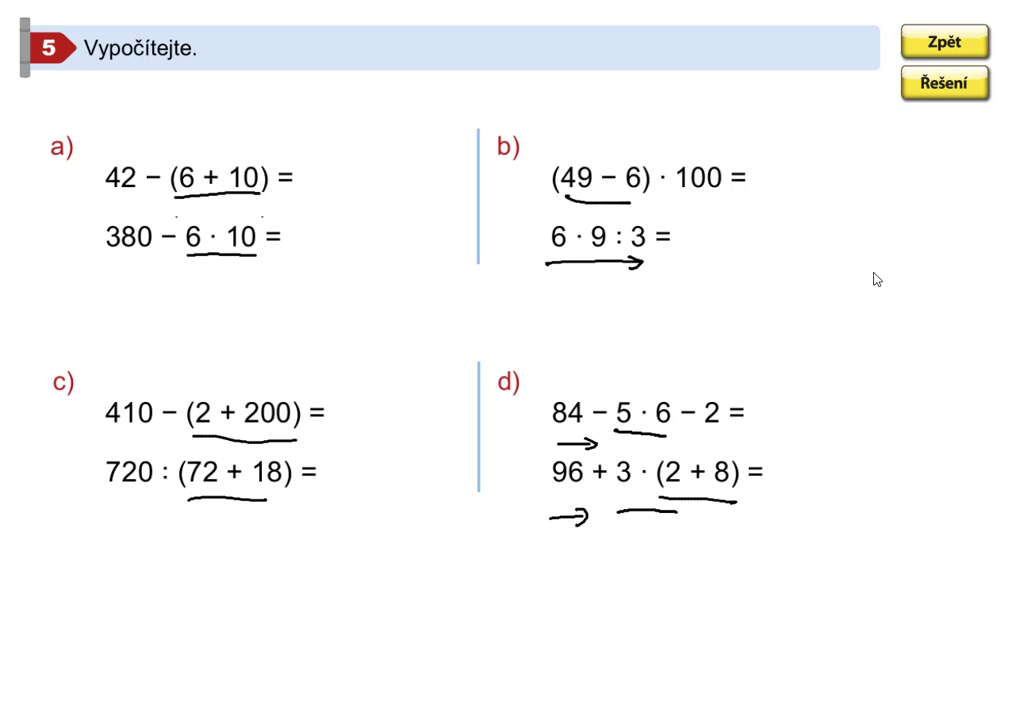 5 Vypočítejte.
Zpět
Řešení
a)
42 − (6 + 10) =
380 − 6 · 10 =
b)
(49 − 6) · 100 =
6 · 9 : 3 =
c)
410 − (2 + 200) =
720 : (72 + 18) =
d)
84 − 5 · 6 − 2 =
96 + 3 · (2 + 8) =